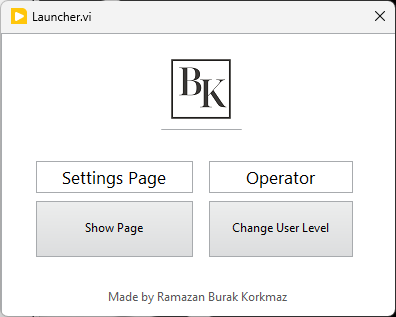 Launcher.vi
BK
Settings Page
Operator
Show Page
Change User Level
Made by Ramazan Burak Korkmaz